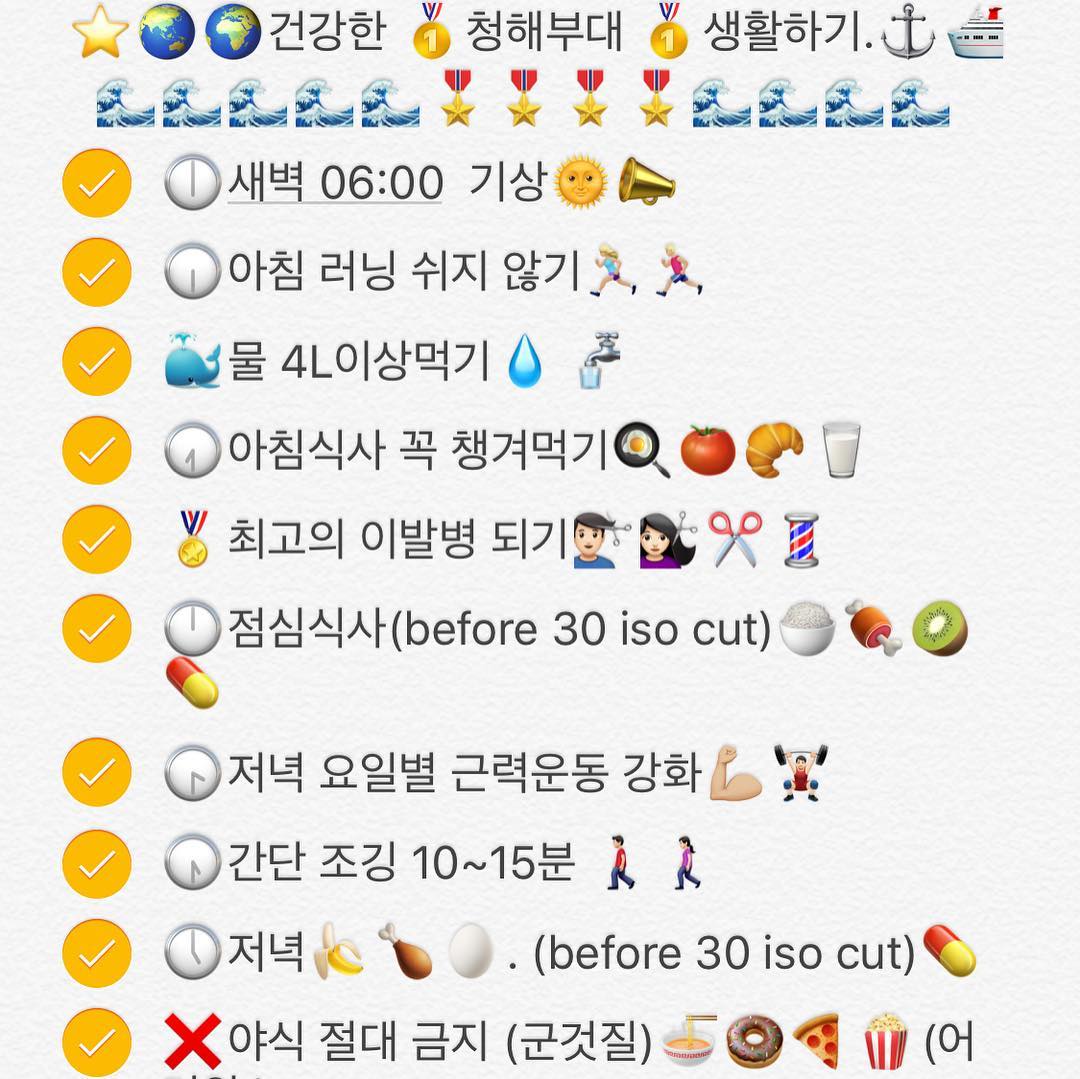 ⭐🌏🌍건강한 🥇청해부대 🥇생활하기.⚓🛳
🌊🌊🌊🌊🌊🎖🎖🎖🎖🌊🌊🌊🌊
🕛새벽 06:00 기상🌞📣
🕡아침 러닝 쉬지 않기🏃‍♀️🏃
🐳물 4L이상먹기💧🚰
🕢아침식사 꼭 챙겨먹기🍳🍅🥐🥛
🏅최고의 이발병 되기💇‍♂️💇‍♀️✂️💈
🕛점심식사(before 30 iso cut)🍚🍖🥝
💊
🕟저녁 요일별 근력운동 강화💪🏋
🕠간단 조깅 10~15분 🚶🚶‍♀️
🕔저녁🍌🍗🥚. (before 30 iso cut)💊
❌야식 절대 금지 (군것질)🍜🍩🍕🍿 (어